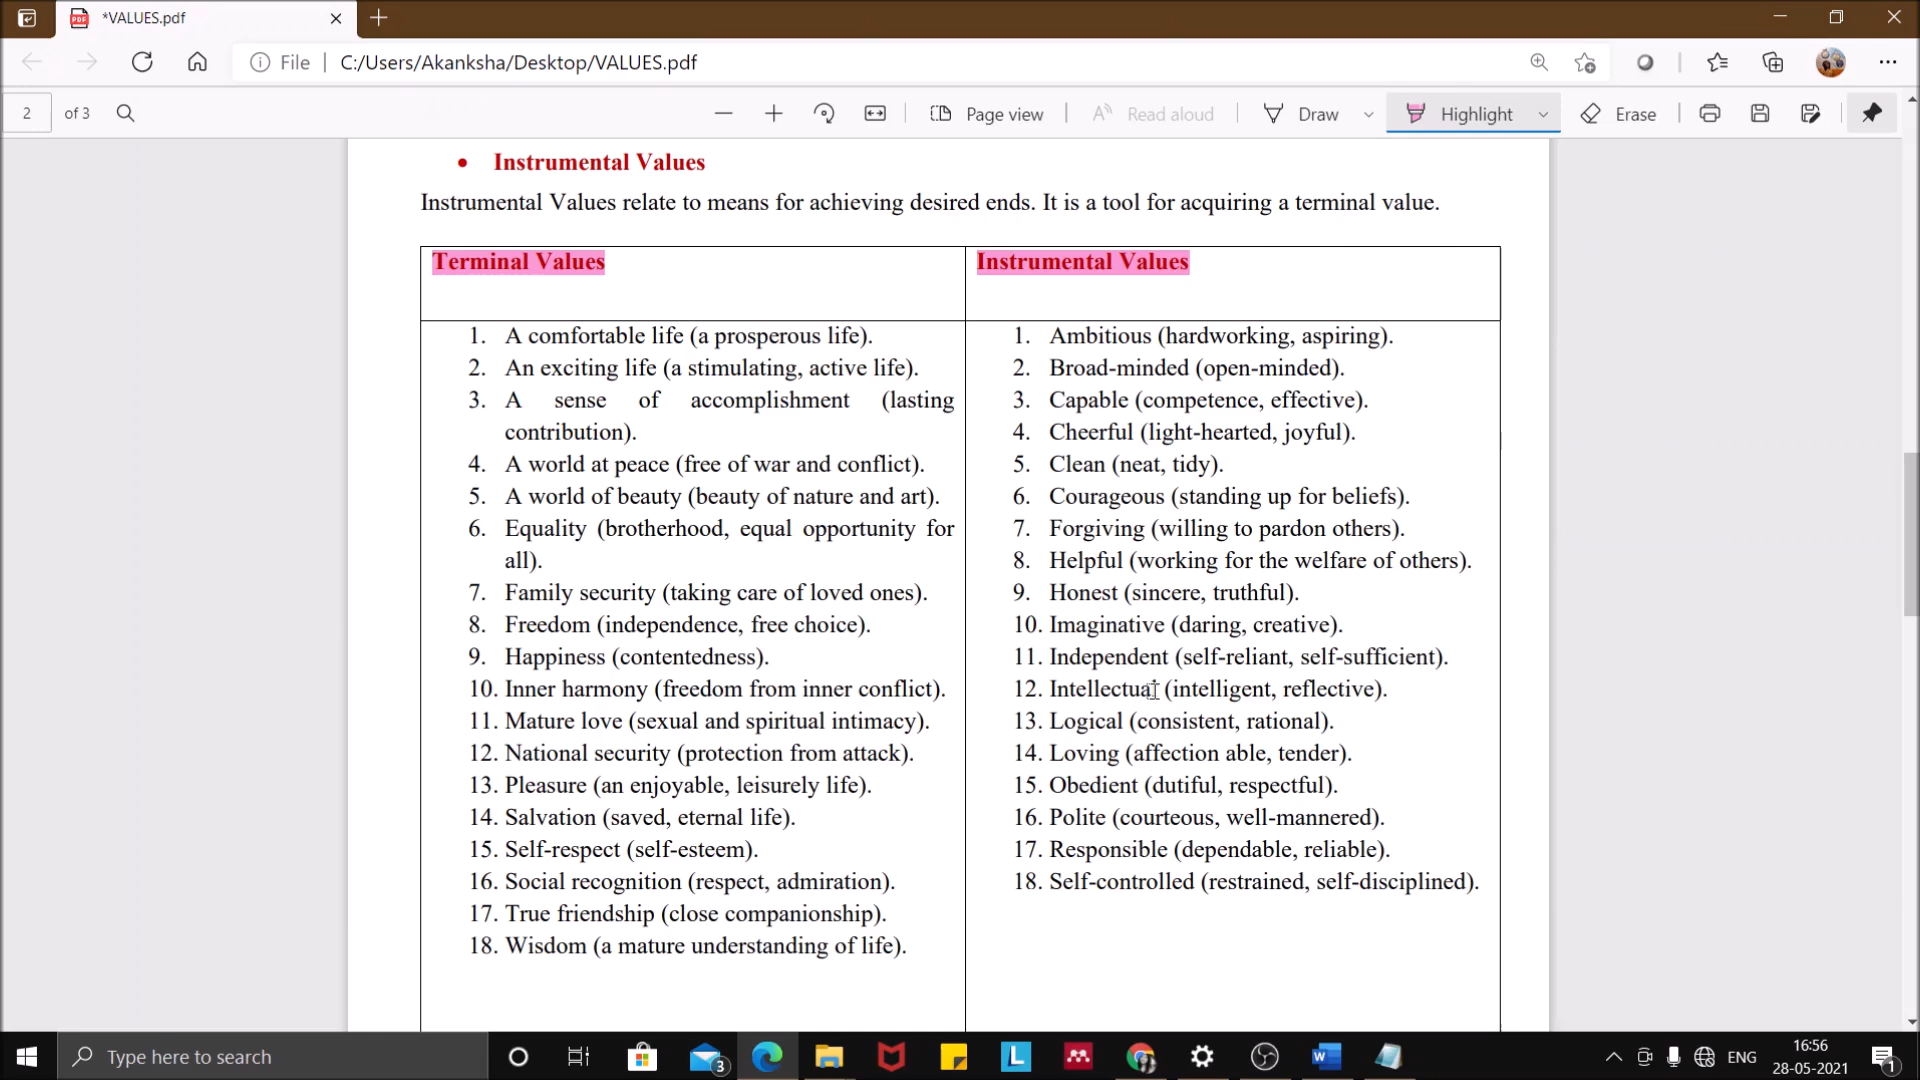 *VALUES.pdf
File
C:/Users/Akanksha/Desktop/VALUES.pdf
2 of 3
Page view
Read aloud
Draw
Highlight
Erase
• Instrumental Values
Instrumental Values relate to means for achieving desired ends. It is a tool for acquiring a terminal value.
Terminal Values
1. A comfortable life (a prosperous life).
2. An exciting life (a stimulating, active life).
3. A sense of accomplishment (lasting
contribution).
4. A world at peace (free of war and conflict).
5. A world of beauty (beauty of nature and art).
6. Equality (brotherhood, equal opportunity for
all).
7. Family security (taking care of loved ones).
8. Freedom (independence, free choice).
9. Happiness (contentedness).
10. Inner harmony (freedom from inner conflict).
11. Mature love (sexual and spiritual intimacy).
12. National security (protection from attack).
13. Pleasure (an enjoyable, leisurely life).
14. Salvation (saved, eternal life).
15. Self-respect (self-esteem).
16. Social recognition (respect, admiration).
17. True friendship (close companionship).
18. Wisdom (a mature understanding of life).
Instrumental Values
1. Ambitious (hardworking, aspiring).
2. Broad-minded (open-minded).
3. Capable (competence, effective).
4. Cheerful (light-hearted, joyful).
5. Clean (neat, tidy).
6. Courageous (standing up for beliefs).
7. Forgiving (willing to pardon others).
8. Helpful (working for the welfare of others).
9. Honest (sincere, truthful).
10. Imaginative (daring, creative).
11. Independent (self-reliant, self-sufficient).
12. Intellectual (intelligent, reflective).
13. Logical (consistent, rational).
14. Loving (affection able, tender).
15. Obedient (dutiful, respectful).
16. Polite (courteous, well-mannered).
17. Responsible (dependable, reliable).
18. Self-controlled (restrained, self-disciplined).
Type here to search
3
L
W
ENG
16:56
28-05-2021
1